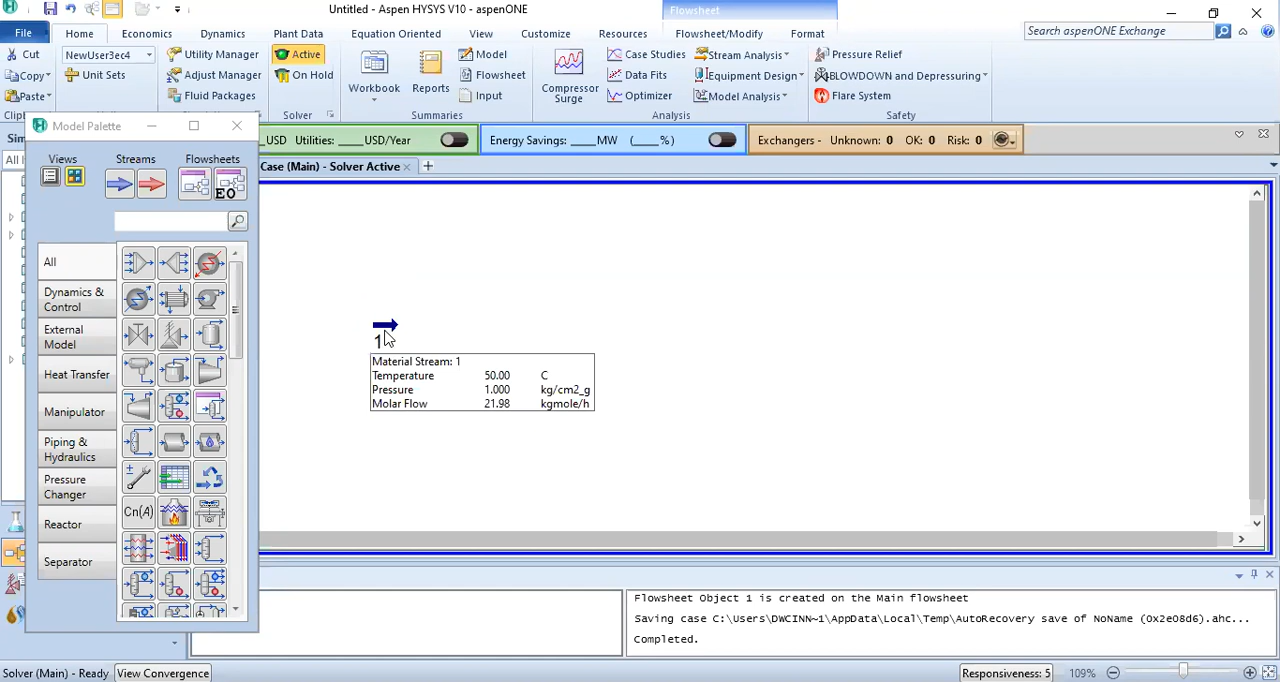 Untitled - Aspen HYSYS V10 - aspenONE
Flowsheet
File Home Economics Dynamics Plant Data Equation Oriented View Customize Resources Flowsheet/Modify Format
Search aspenONE Exchange
Cut NewUser3ec4 Utility Manager Active Model Case Studies Stream Analysis Pressure Relief
Copy Unit Sets Adjust Manager On Hold Workbook Reports Flowsheet Compressor Surge Data Fits Equipment Design BLOWDOWN and Depressuring
Paste Fluid Packages Input Optimizer Model Analysis Flare System
Solver Summaries Analysis Safety
Model Palette
USD Utilities: ____USD/Year
Energy Savings: ____MW (___%)
Exchangers - Unknown: 0 OK: 0 Risk: 0
Case (Main) - Solver Active
Views Streams Flowsheets
EO
All
Dynamics & Control
External Model
Heat Transfer
Manipulator
Piping & Hydraulics
Pressure Changer
Reactor
Separator
Cn(A)
1
Material Stream: 1
Temperature 50.00 C
Pressure 1.000 kg/cm2_g
Molar Flow 21.98 kgmole/h
Flowsheet Object 1 is created on the Main flowsheet
Saving case C:\Users\DWCINN~1\AppData\Local\Temp\AutoRecovery save of NoName (0x2e08d6).ahc...
Completed.
Solver (Main) - Ready View Convergence Responsiveness: 5 109%